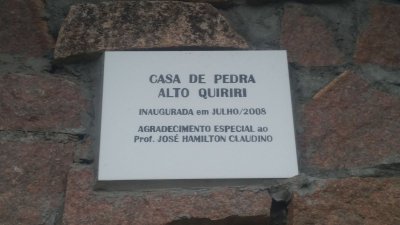 CASA DE PEDRA
ALTO QUIRIRI
INAUGURADA em JULHO/2008
AGRADECIMENTO ESPECIAL ao
Prof. JOSÉ HAMILTON CLAUDINO